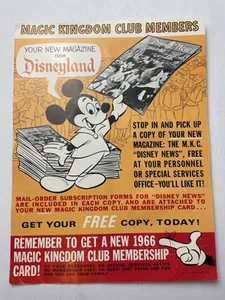 MAGIC KINGDOM CLUB MEMBERS
YOUR NEW MAGAZINE
FROM
Disneyland
STOP IN AND PICK UP
A COPY OF YOUR NEW
MAGAZINE: THE M.K.C.
"DISNEY NEWS", FREE
AT YOUR PERSONNEL
OR SPECIAL SERVICES
OFFICE-YOU'LL LIKE IT!
MAIL-ORDER SUBSCRIPTION FORMS FOR "DISNEY NEWS"
ARE INCLUDED IN EACH COPY, AND ARE ATTACHED TO
YOUR NEW MAGIC KINGDOM CLUB MEMBERSHIP CARD...
GET YOUR FREE COPY, TODAY!
REMEMBER TO GET A NEW 1966
MAGIC KINGDOM CLUB MEMBERSHIP
CARD!